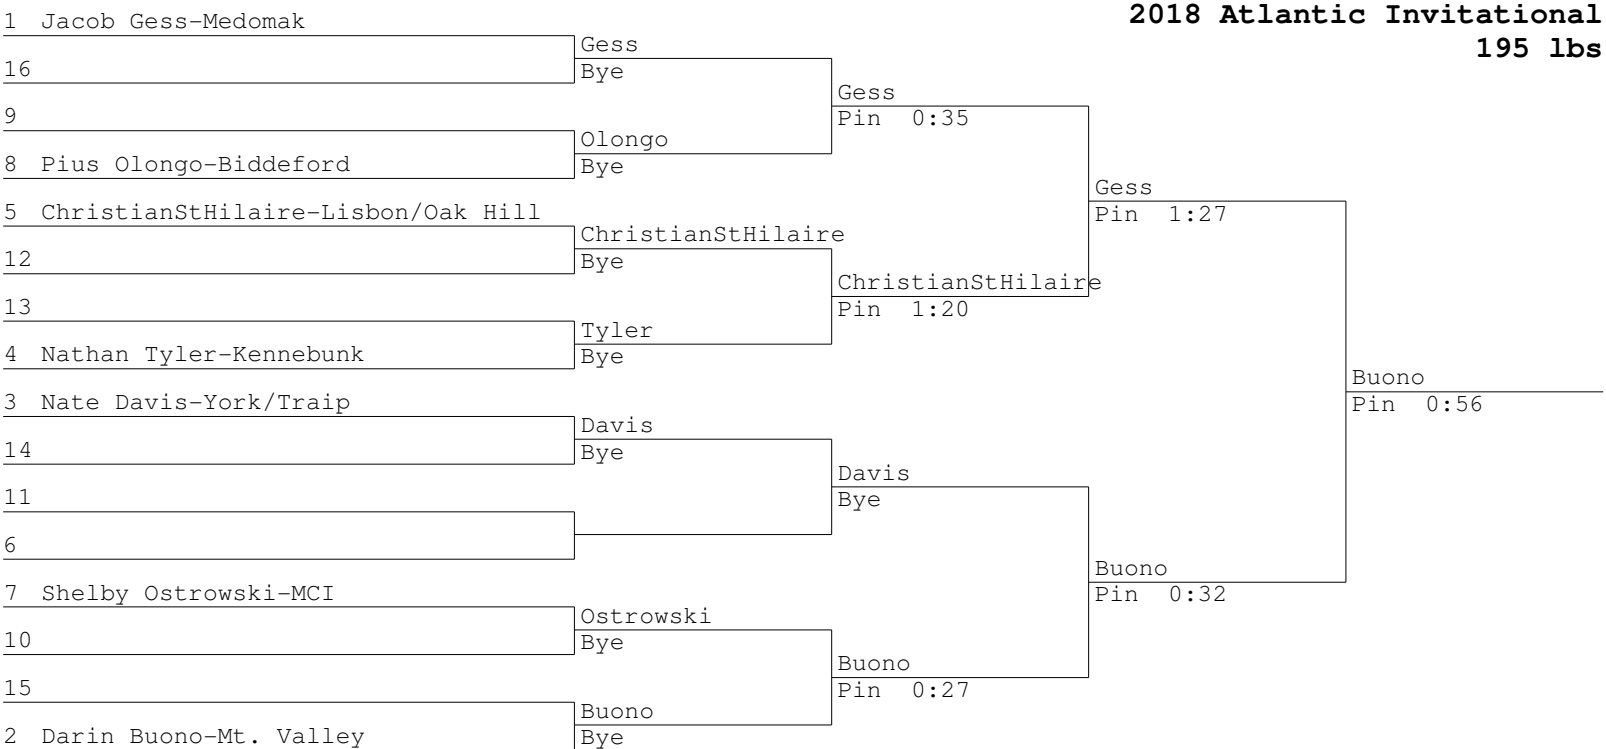 2018 Atlantic Invitational
195 lbs
1 Jacob Gess-Medomak
16
9
8 Pius Olongo-Biddeford
5 ChristianStHilaire-Lisbon/Oak Hill
12
13
4 Nathan Tyler-Kennebunk
3 Nate Davis-York/Traip
14
11
6
7 Shelby Ostrowski-MCI
10
15
2 Darin Buono-Mt. Valley
Gess
Bye
Olongo
Bye
ChristianStHilaire
Bye
Tyler
Bye
Davis
Bye
Ostrowski
Bye
Buono
Bye
Gess
Pin 0:35
ChristianStHilaire
Pin 1:20
Davis
Bye
Buono
Pin 0:27
Gess
Pin 1:27
Buono
Pin 0:32
Buono
Pin 0:56